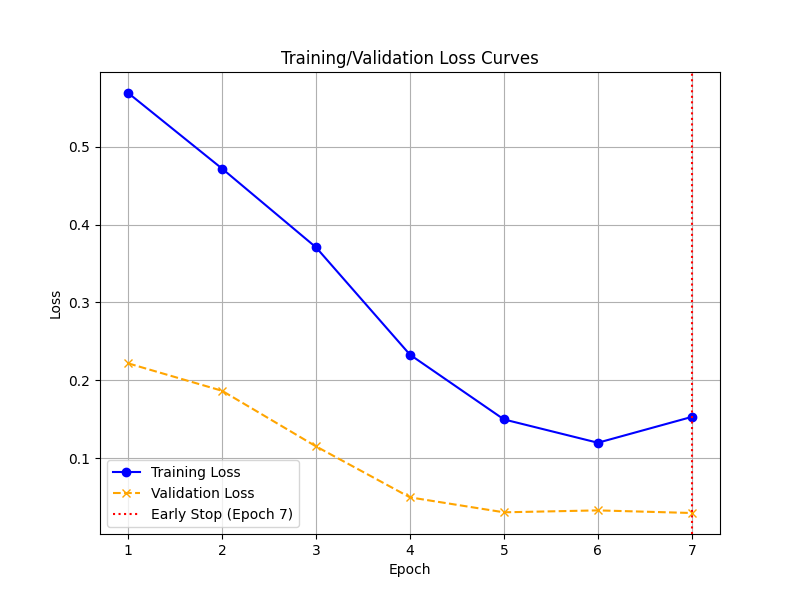 Training/Validation Loss Curves
Loss
0.5
0.4
0.3
0.2
0.1
Training Loss
Validation Loss
Early Stop (Epoch 7)
1 2 3 4 5 6 7
Epoch